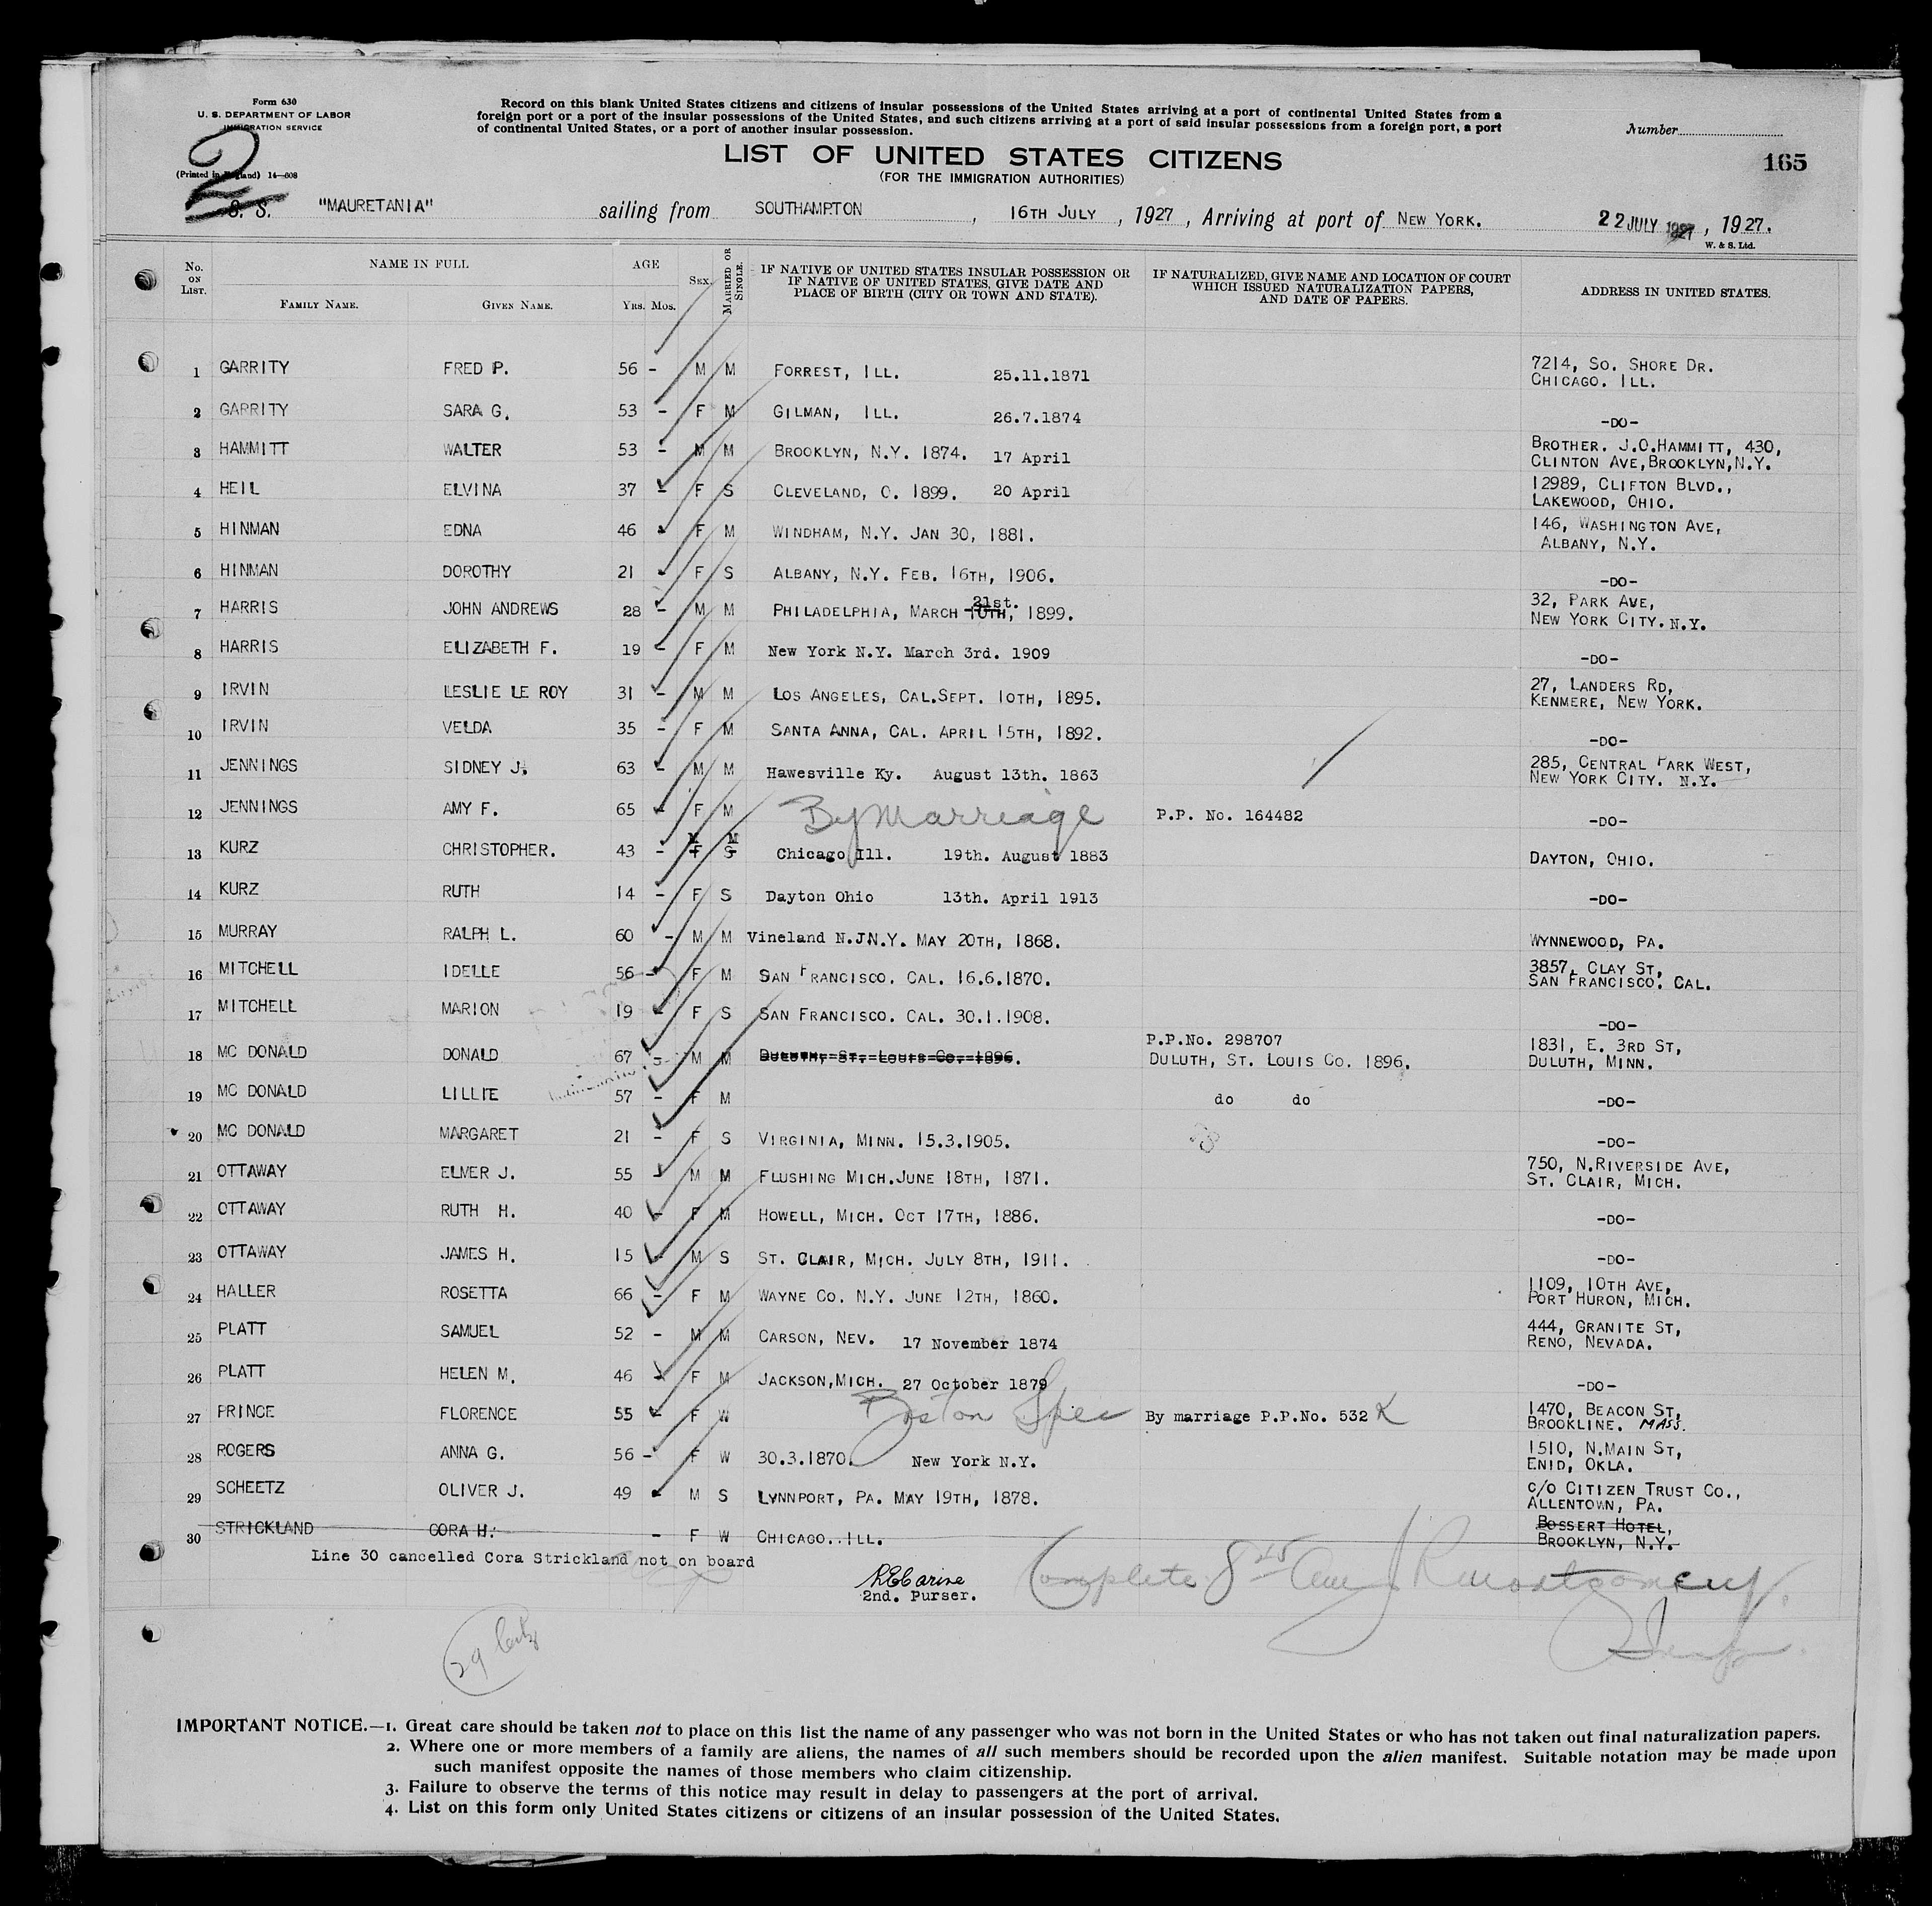 Form 630
U. S. DEPARTMENT OF LABOR
IMMIGRATION SERVICE
(Printed in England) 14—608
2
Record on this blank United States citizens and citizens of insular possessions of the United States arriving at a port of continental United States from a
foreign port or a port of the insular possessions of the United States, and such citizens arriving at a port of said insular possessions from a foreign port, a port
of continental United States, or a port of another insular possession.
Number
LIST OF UNITED STATES CITIZENS
(FOR THE IMMIGRATION AUTHORITIES)
165
S. S. "MAURETANIA" sailing from SOUTHAMPTON, 16TH JULY, 1927, Arriving at port of NEW YORK. 22 JULY 1927, 1927.
W. & S. Ltd.
No. ON LIST. NAME IN FULL FAMILY NAME. GIVEN NAME. AGE YRS. MOS. SEX. MARRIED OR SINGLE. IF NATIVE OF UNITED STATES INSULAR POSSESSION OR IF NATIVE OF UNITED STATES, GIVE DATE AND PLACE OF BIRTH (CITY OR TOWN AND STATE). IF NATURALIZED, GIVE NAME AND LOCATION OF COURT WHICH ISSUED NATURALIZATION PAPERS, AND DATE OF PAPERS. ADDRESS IN UNITED STATES.
1 GARRITY FRED P. 56 - M M FORREST, ILL. 25.11.1871 7214, SO. SHORE DR. CHICAGO. ILL.
2 GARRITY SARA G. 53 - F M GILMAN, ILL. 26.7.1874 -DO-
3 HAMMITT WALTER 53 - M M BROOKLYN, N.Y. 1874. 17 April BROTHER. J.O.HAMMITT, 430, CLINTON AVE,BROOKLYN,N.Y.
4 HEIL ELVINA 37 - F S CLEVELAND, O. 1899. 20 April 12989, CLIFTON BLVD., LAKEWOOD, OHIO.
5 HINMAN EDNA 46 - F M WINDHAM, N.Y. JAN 30, 1881. 146, WASHINGTON AVE, ALBANY, N.Y.
6 HINMAN DOROTHY 21 - F S ALBANY, N.Y. FEB. 16TH, 1906. -DO-
7 HARRIS JOHN ANDREWS 28 - M M PHILADELPHIA, MARCH 10TH, 21st. 1899. 32, PARK AVE, NEW YORK CITY. N.Y.
8 HARRIS ELIZABETH F. 19 - F M New York N.Y. March 3rd. 1909 -DO-
9 IRVIN LESLIE LE ROY 31 - M M LOS ANGELES, CAL.SEPT. 10TH, 1895. 27, LANDERS RD, KENMERE, NEW YORK.
10 IRVIN VELDA 35 - F M SANTA ANNA, CAL. APRIL 15TH, 1892. -DO-
11 JENNINGS SIDNEY J. 63 - M M Hawesville Ky. August 13th. 1863 285, CENTRAL PARK WEST, NEW YORK CITY. N.Y.
12 JENNINGS AMY F. 65 - F M By Marriage P.P. No. 164482 -DO-
13 KURZ CHRISTOPHER. 43 - F M S M Chicago Ill. 19th. August 1883 DAYTON, OHIO.
14 KURZ RUTH 14 - F S Dayton Ohio 13th. April 1913 -DO-
15 MURRAY RALPH L. 60 - M M Vineland N.J N.Y. MAY 20TH, 1868. WYNNEWOOD, PA.
16 MITCHELL IDELLE 56 - F M SAN FRANCISCO. CAL. 16.6.1870. 3857, CLAY ST, SAN FRANCISCO. CAL.
17 MITCHELL MARION 19 - F S SAN FRANCISCO. CAL. 30.1.1908. -DO-
18 MC DONALD DONALD 67 - M M DULUTH, ST. LOUIS CO. 1896. P.P.No. 298707 DULUTH, ST. LOUIS CO. 1896. 1831, E. 3RD ST, DULUTH, MINN.
19 MC DONALD LILLIE 57 - F M do do -DO-
20 MC DONALD MARGARET 21 - F S VIRGINIA, MINN. 15.3.1905. -DO-
21 OTTAWAY ELMER J. 55 - M M FLUSHING MICH.JUNE 18TH, 1871. 750, N.RIVERSIDE AVE, ST. CLAIR, MICH.
22 OTTAWAY RUTH H. 40 - F M HOWELL, MICH. OCT 17TH, 1886. -DO-
23 OTTAWAY JAMES H. 15 - M S ST. CLAIR, MICH. JULY 8TH, 1911. -DO-
24 HALLER ROSETTA 66 - F M WAYNE CO. N.Y. JUNE 12TH, 1860. 1109, 10TH AVE, PORT HURON, MICH.
25 PLATT SAMUEL 52 - M M CARSON, NEV. 17 November 1874 444, GRANITE ST, RENO, NEVADA.
26 PLATT HELEN M. 46 - F M JACKSON,MICH. 27 October 1879 -DO-
27 PRINCE FLORENCE 55 - F W Boston Spec By marriage P.P.No. 532 K 1470, BEACON ST, BROOKLINE. MASS.
28 ROGERS ANNA G. 56 - F W 30.3.1870. New York N.Y. 1510, N.MAIN ST, ENID, OKLA.
29 SCHEETZ OLIVER J. 49 - M S LYNNPORT, PA. MAY 19TH, 1878. c/o CITIZEN TRUST CO., ALLENTOWN, PA.
30 STRICKLAND CORA H. - F W CHICAGO..ILL. BOSSERT HOTEL, BROOKLYN, N.Y.
Line 30 cancelled Cora Strickland not on board
2nd. Purser.
Complete 8 45 Montgomery
29
IMPORTANT NOTICE.—1. Great care should be taken not to place on this list the name of any passenger who was not born in the United States or who has not taken out final naturalization papers.
2. Where one or more members of a family are aliens, the names of all such members should be recorded upon the alien manifest. Suitable notation may be made upon
such manifest opposite the names of those members who claim citizenship.
3. Failure to observe the terms of this notice may result in delay to passengers at the port of arrival.
4. List on this form only United States citizens or citizens of an insular possession of the United States.